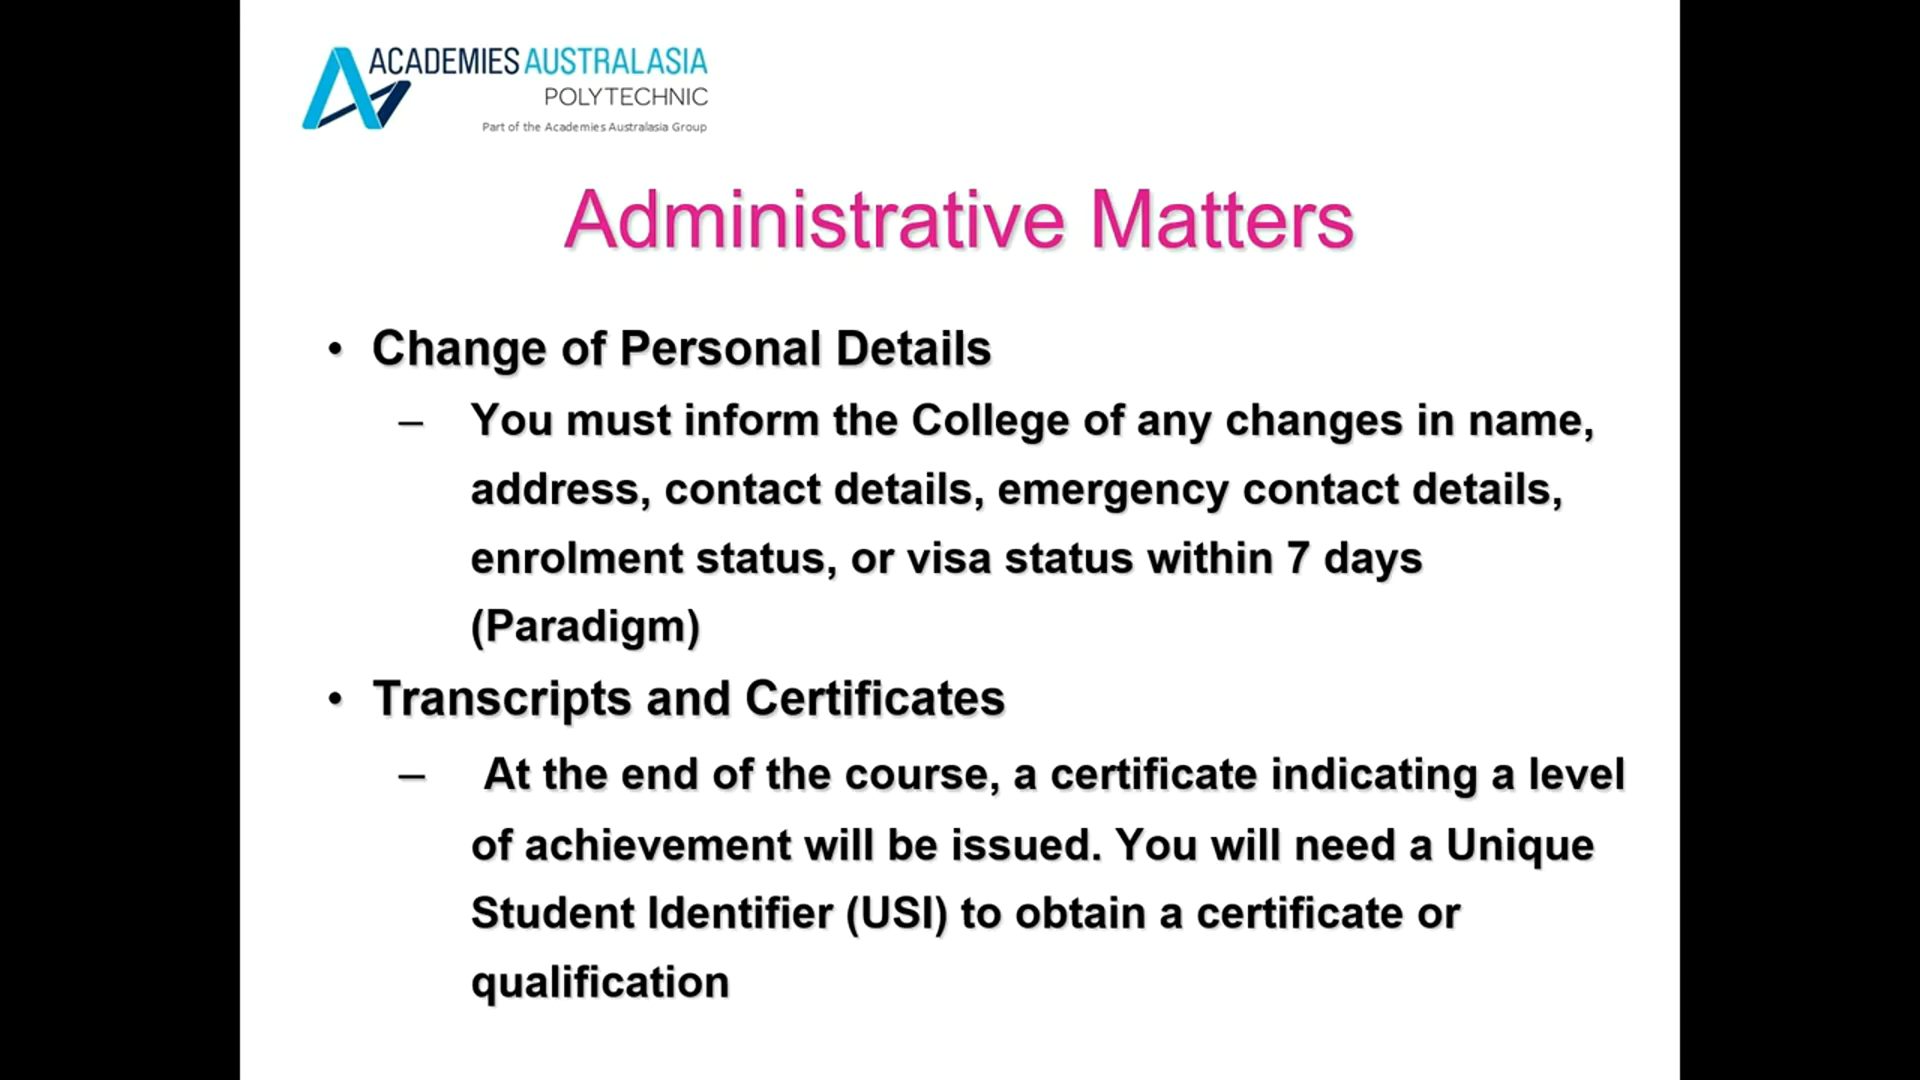 ACADEMIES AUSTRALASIA
POLYTECHNIC
Part of the Academies Australasia Group
Administrative Matters
• Change of Personal Details
– You must inform the College of any changes in name,
address, contact details, emergency contact details,
enrolment status, or visa status within 7 days
(Paradigm)
• Transcripts and Certificates
– At the end of the course, a certificate indicating a level
of achievement will be issued. You will need a Unique
Student Identifier (USI) to obtain a certificate or
qualification